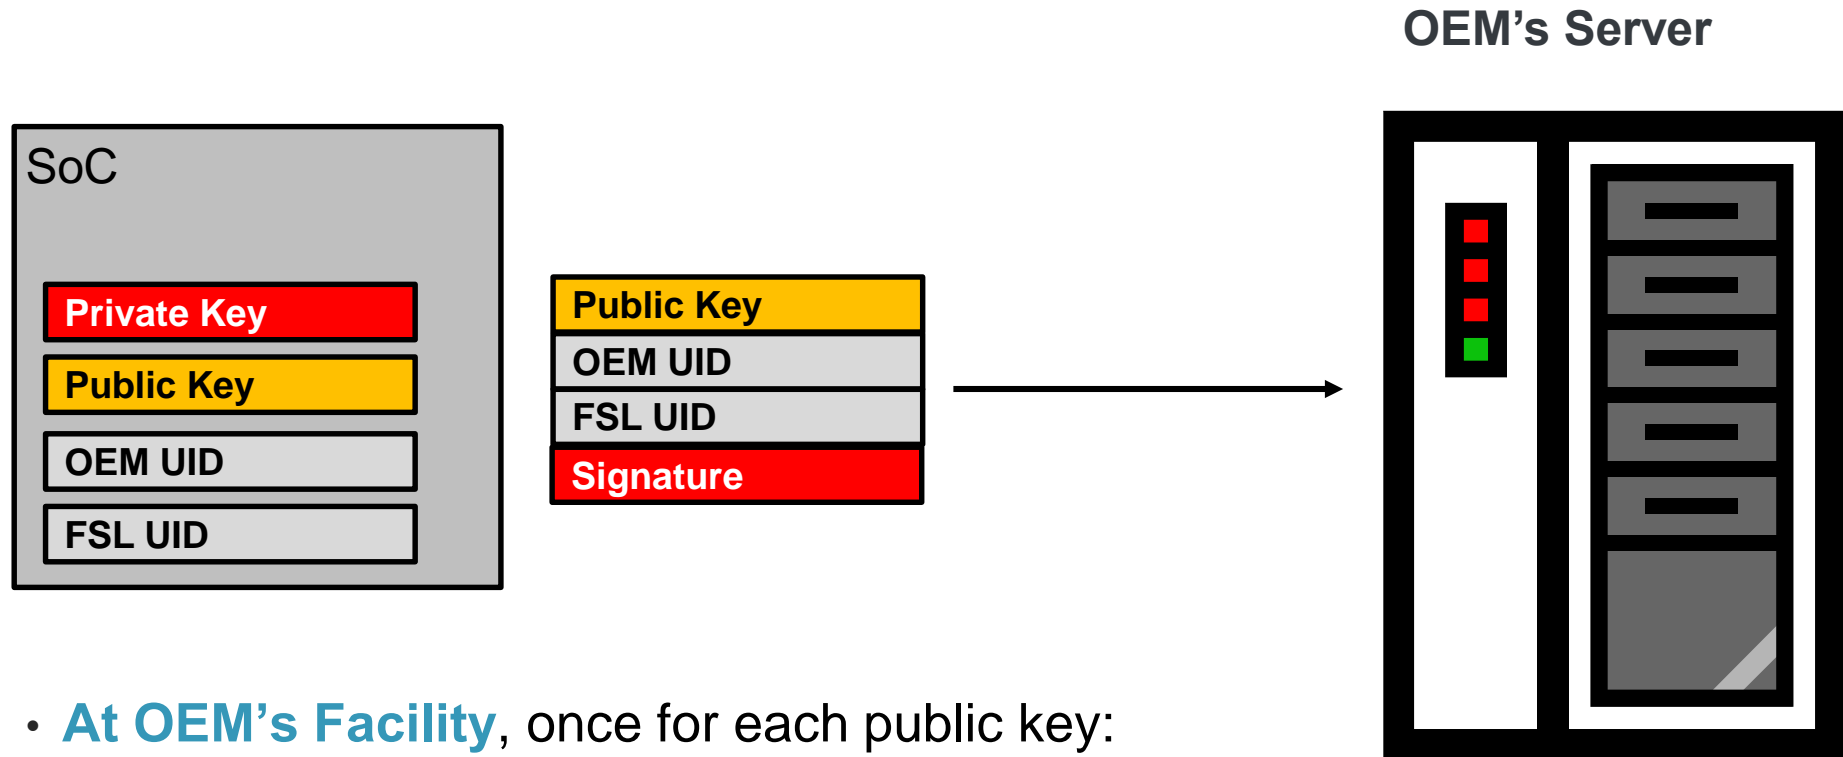 OEM’s Server
SoC
Private Key
Public Key
OEM UID
FSL UID
Public Key
OEM UID
FSL UID
Signature
• At OEM’s Facility, once for each public key: